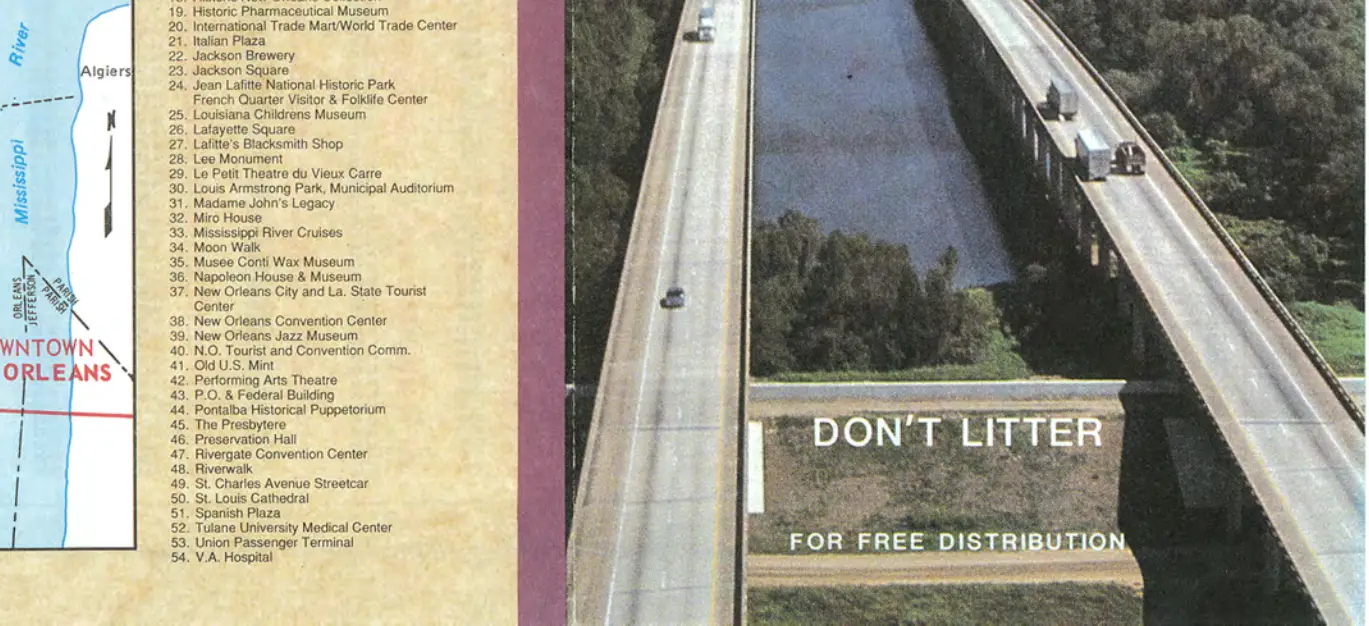 River
Algiers
N
Mississippi
ORLEANS
JEFFERSON
PARISH
PARISH
WNTOWN
ORLEANS
19. Historic Pharmaceutical Museum
20. International Trade Mart/World Trade Center
21. Italian Plaza
22. Jackson Brewery
23. Jackson Square
24. Jean Lafitte National Historic Park
French Quarter Visitor & Folklife Center
25. Louisiana Childrens Museum
26. Lafayette Square
27. Lafitte's Blacksmith Shop
28. Lee Monument
29. Le Petit Theatre du Vieux Carre
30. Louis Armstrong Park, Municipal Auditorium
31. Madame John's Legacy
32. Miro House
33. Mississippi River Cruises
34. Moon Walk
35. Musee Conti Wax Museum
36. Napoleon House & Museum
37. New Orleans City and La. State Tourist
Center
38. New Orleans Convention Center
39. New Orleans Jazz Museum
40. N.O. Tourist and Convention Comm.
41. Old U.S. Mint
42. Performing Arts Theatre
43. P.O. & Federal Building
44. Pontalba Historical Puppetorium
45. The Presbytere
46. Preservation Hall
47. Rivergate Convention Center
48. Riverwalk
49. St. Charles Avenue Streetcar
50. St. Louis Cathedral
51. Spanish Plaza
52. Tulane University Medical Center
53. Union Passenger Terminal
54. V.A. Hospital
DON'T LITTER
FOR FREE DISTRIBUTION